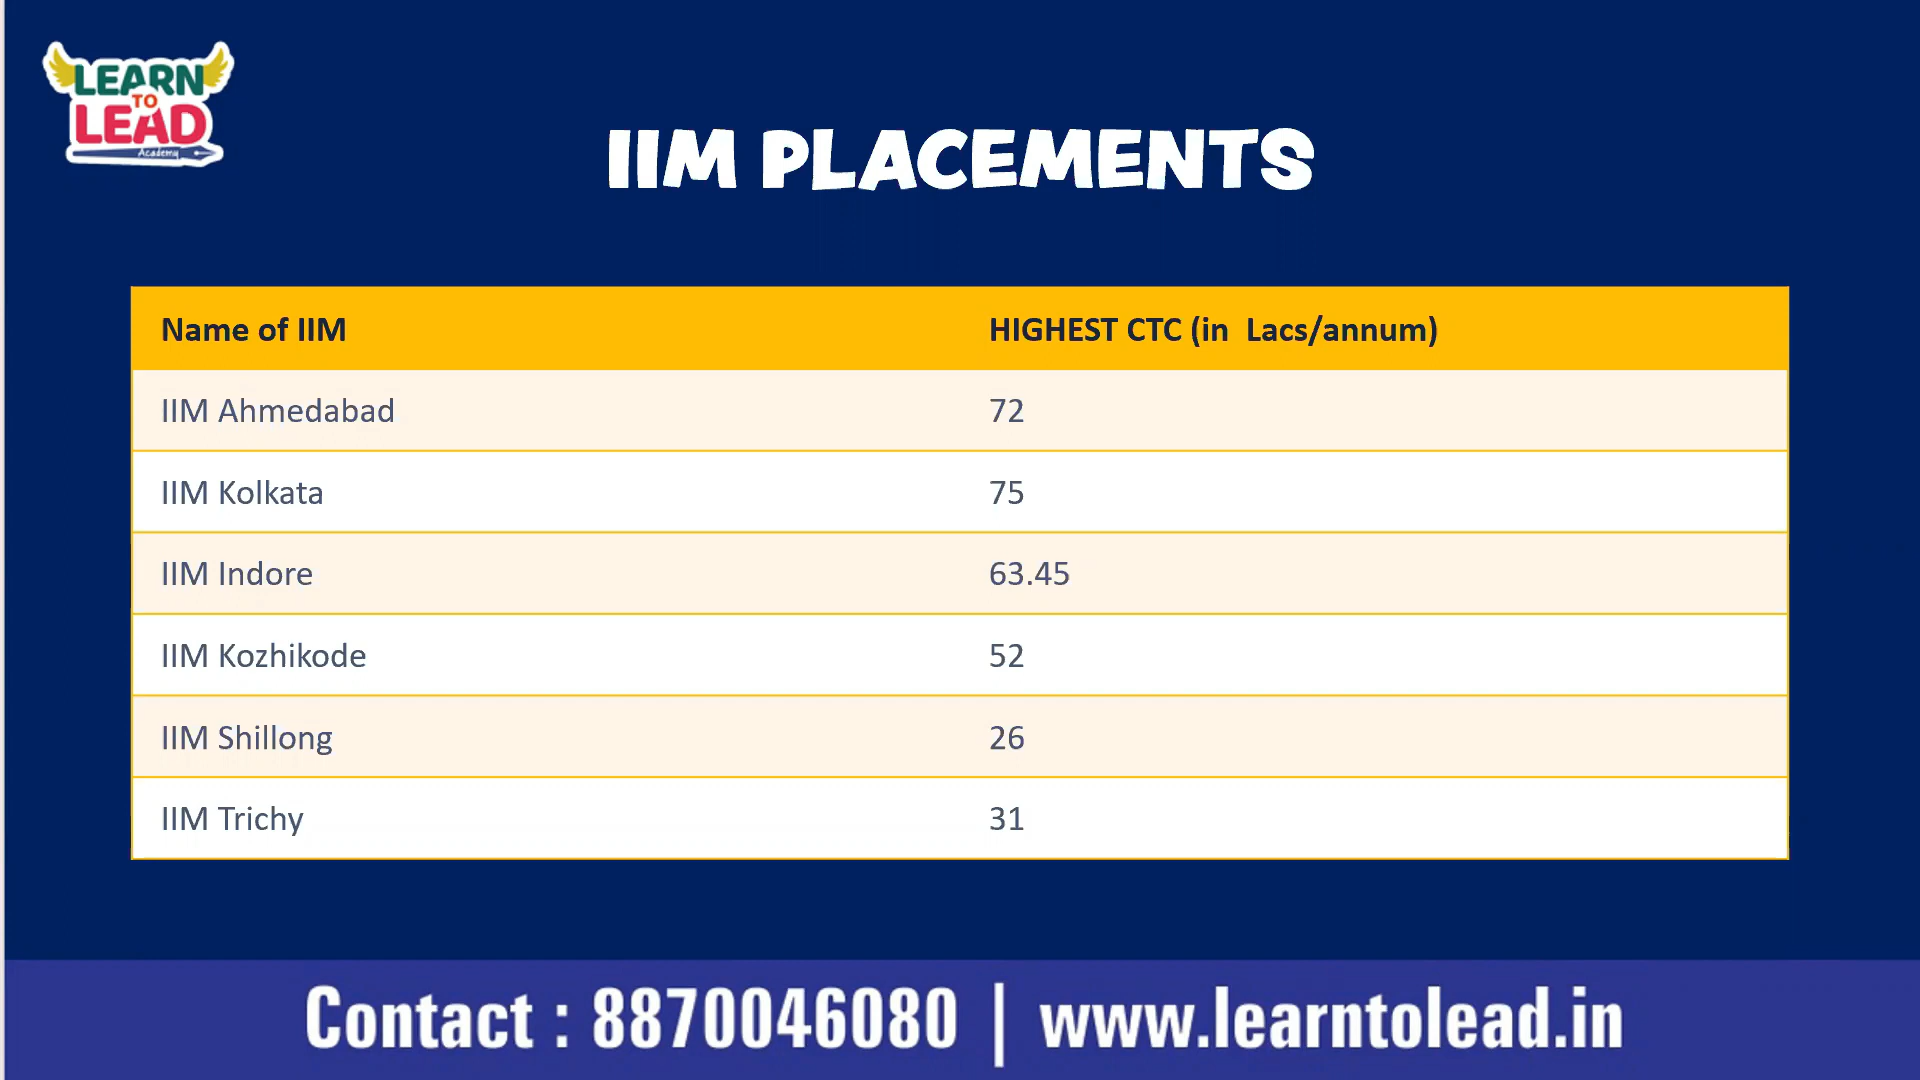 LEARN
TO
LEAD
Academy
IIM PLACEMENTS
Name of IIM HIGHEST CTC (in Lacs/annum)
IIM Ahmedabad 72
IIM Kolkata 75
IIM Indore 63.45
IIM Kozhikode 52
IIM Shillong 26
IIM Trichy 31
Contact : 8870046080 | www.learntolead.in